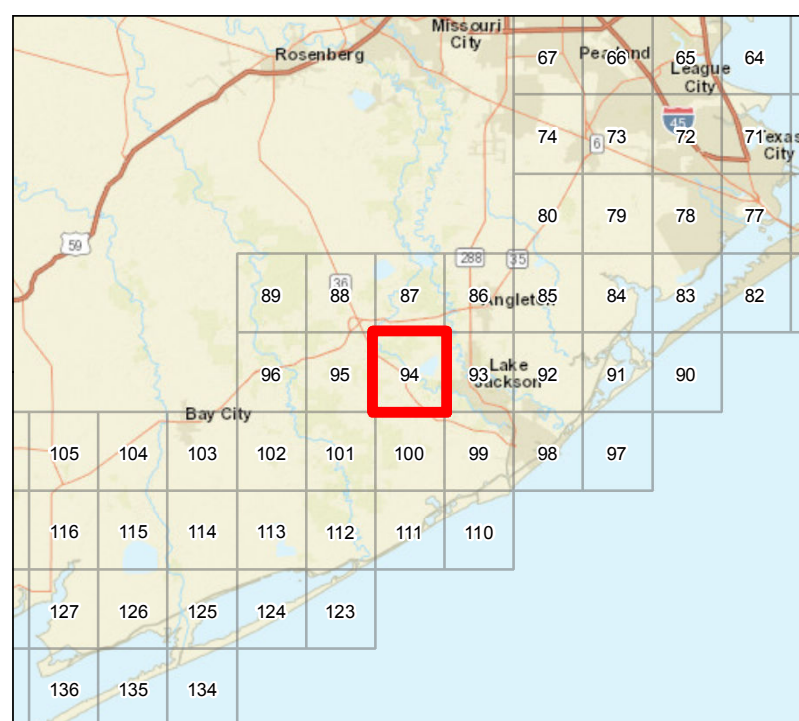 Missouri
City
Rosenberg
67 66 65 64
Pearland
League
City
45
74 73 72 71
6
Texas
City
80 79 78 77
59
288 35
36
89 88 87 86 85 84 83 82
Angleton
96 95 94 93 92 91 90
Lake
Jackson
Bay City
105 104 103 102 101 100 99 98 97
116 115 114 113 112 111 110
127 126 125 124 123
136 135 134